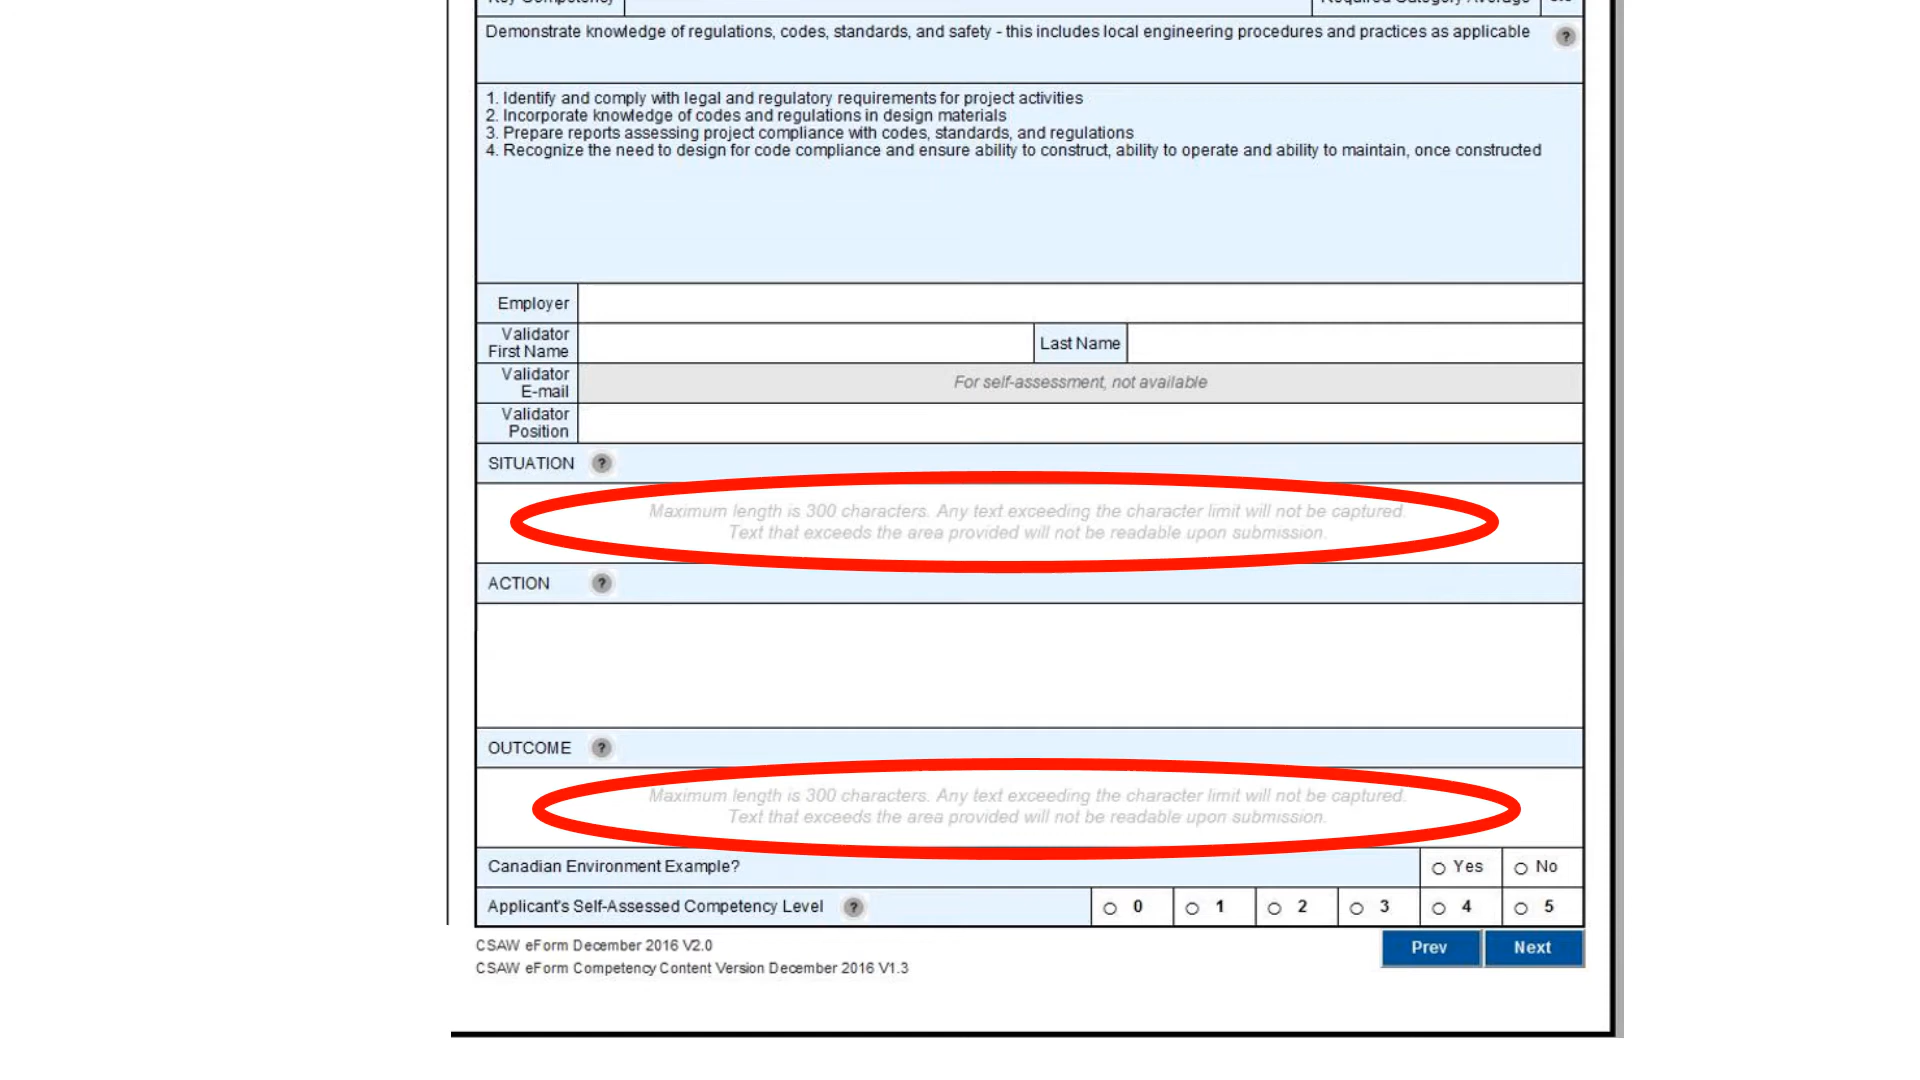 Key Competency
Required Category Average
Demonstrate knowledge of regulations, codes, standards, and safety - this includes local engineering procedures and practices as applicable ?
1. Identify and comply with legal and regulatory requirements for project activities
2. Incorporate knowledge of codes and regulations in design materials
3. Prepare reports assessing project compliance with codes, standards, and regulations
4. Recognize the need to design for code compliance and ensure ability to construct, ability to operate and ability to maintain, once constructed
Employer
Validator
First Name
Last Name
Validator
E-mail
For self-assessment, not available
Validator
Position
SITUATION ?
Maximum length is 300 characters. Any text exceeding the character limit will not be captured.
Text that exceeds the area provided will not be readable upon submission.
ACTION ?
OUTCOME ?
Maximum length is 300 characters. Any text exceeding the character limit will not be captured.
Text that exceeds the area provided will not be readable upon submission.
Canadian Environment Example? Yes No
Applicant's Self-Assessed Competency Level ? 0 1 2 3 4 5
CSAW eForm December 2016 V2.0
Prev Next
CSAW eForm Competency Content Version December 2016 V1.3